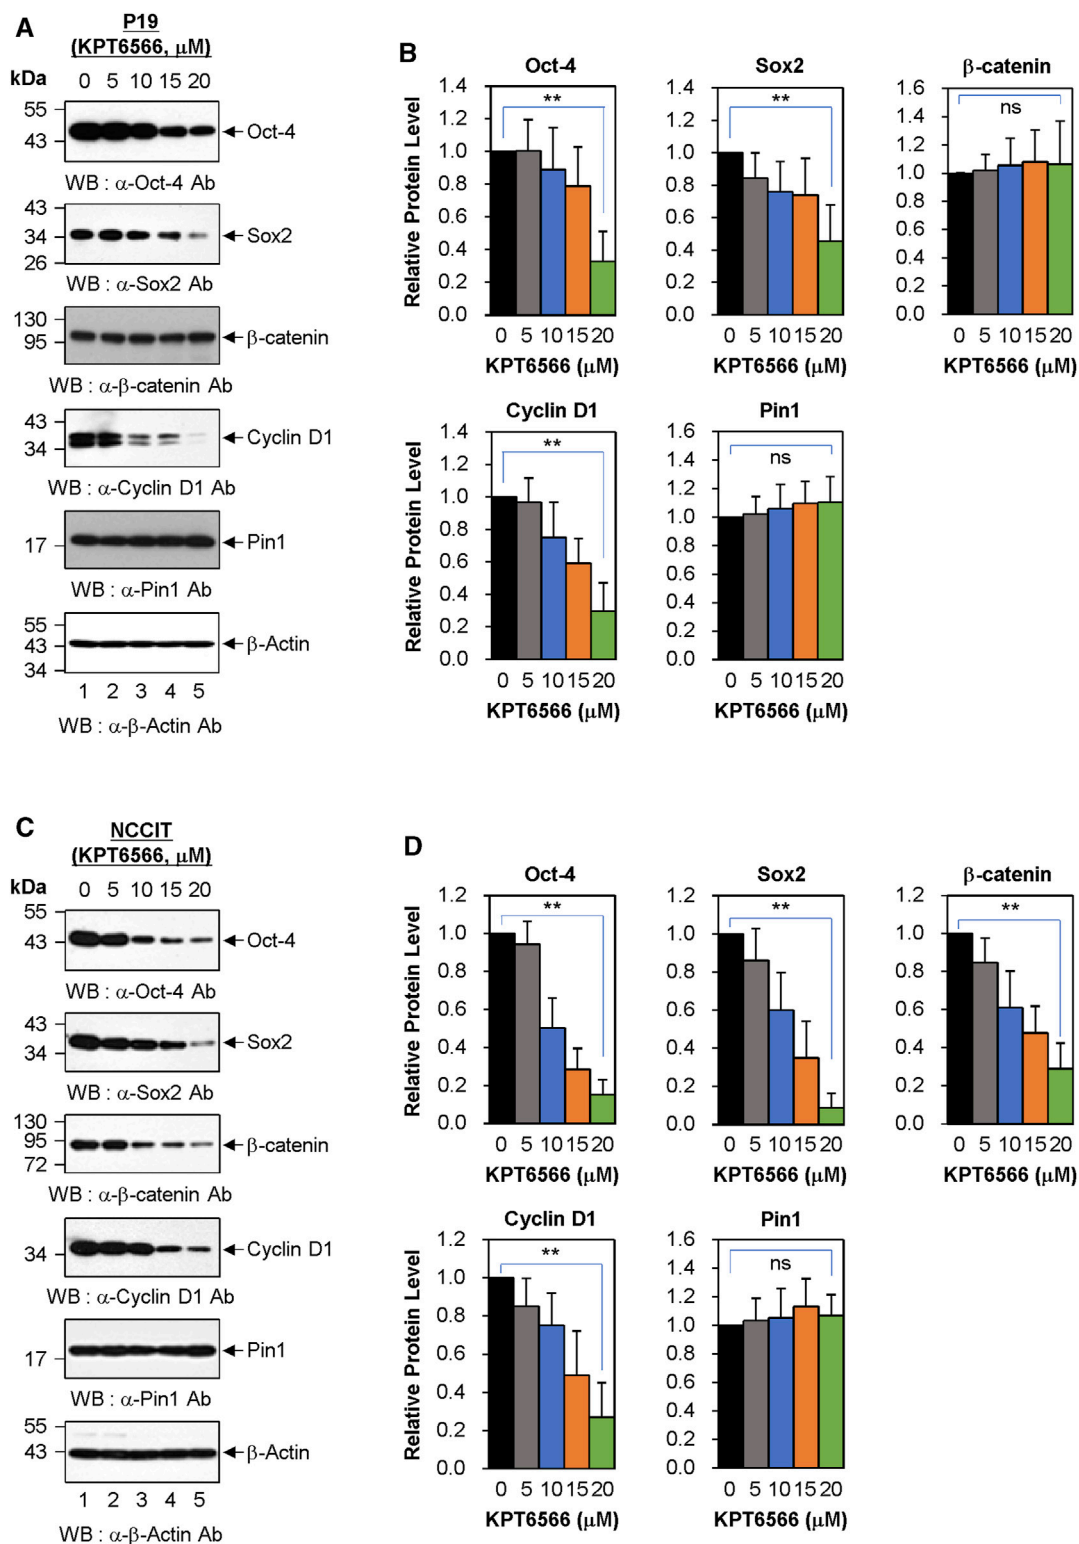 A
P19
(KPT6566, μM)
kDa 0 5 10 15 20
55
43
Oct-4
WB : α-Oct-4 Ab
43
34
26
Sox2
WB : α-Sox2 Ab
130
95
β-catenin
WB : α-β-catenin Ab
43
34
Cyclin D1
WB : α-Cyclin D1 Ab
17
Pin1
WB : α-Pin1 Ab
55
43
34
β-Actin
1 2 3 4 5
WB : α-β-Actin Ab
B
Oct-4
Relative Protein Level
1.4
1.2
1.0
0.8
0.6
0.4
0.2
0.0
**
0 5 10 15 20
KPT6566 (μM)
Sox2
1.4
1.2
1.0
0.8
0.6
0.4
0.2
0.0
**
0 5 10 15 20
KPT6566 (μM)
β-catenin
1.6
1.4
1.2
1.0
0.8
0.6
0.4
0.2
0.0
ns
0 5 10 15 20
KPT6566 (μM)
Cyclin D1
Relative Protein Level
1.4
1.2
1.0
0.8
0.6
0.4
0.2
0.0
**
0 5 10 15 20
KPT6566 (μM)
Pin1
1.6
1.4
1.2
1.0
0.8
0.6
0.4
0.2
0.0
ns
0 5 10 15 20
KPT6566 (μM)
C
NCCIT
(KPT6566, μM)
kDa 0 5 10 15 20
55
43
Oct-4
WB : α-Oct-4 Ab
43
34
Sox2
WB : α-Sox2 Ab
130
95
72
β-catenin
WB : α-β-catenin Ab
34
Cyclin D1
WB : α-Cyclin D1 Ab
17
Pin1
WB : α-Pin1 Ab
55
43
β-Actin
1 2 3 4 5
WB : α-β-Actin Ab
D
Oct-4
Relative Protein Level
1.2
1.0
0.8
0.6
0.4
0.2
0.0
**
0 5 10 15 20
KPT6566 (μM)
Sox2
1.2
1.0
0.8
0.6
0.4
0.2
0.0
**
0 5 10 15 20
KPT6566 (μM)
β-catenin
1.2
1.0
0.8
0.6
0.4
0.2
0.0
**
0 5 10 15 20
KPT6566 (μM)
Cyclin D1
Relative Protein Level
1.2
1.0
0.8
0.6
0.4
0.2
0.0
**
0 5 10 15 20
KPT6566 (μM)
Pin1
1.6
1.4
1.2
1.0
0.8
0.6
0.4
0.2
0.0
ns
0 5 10 15 20
KPT6566 (μM)